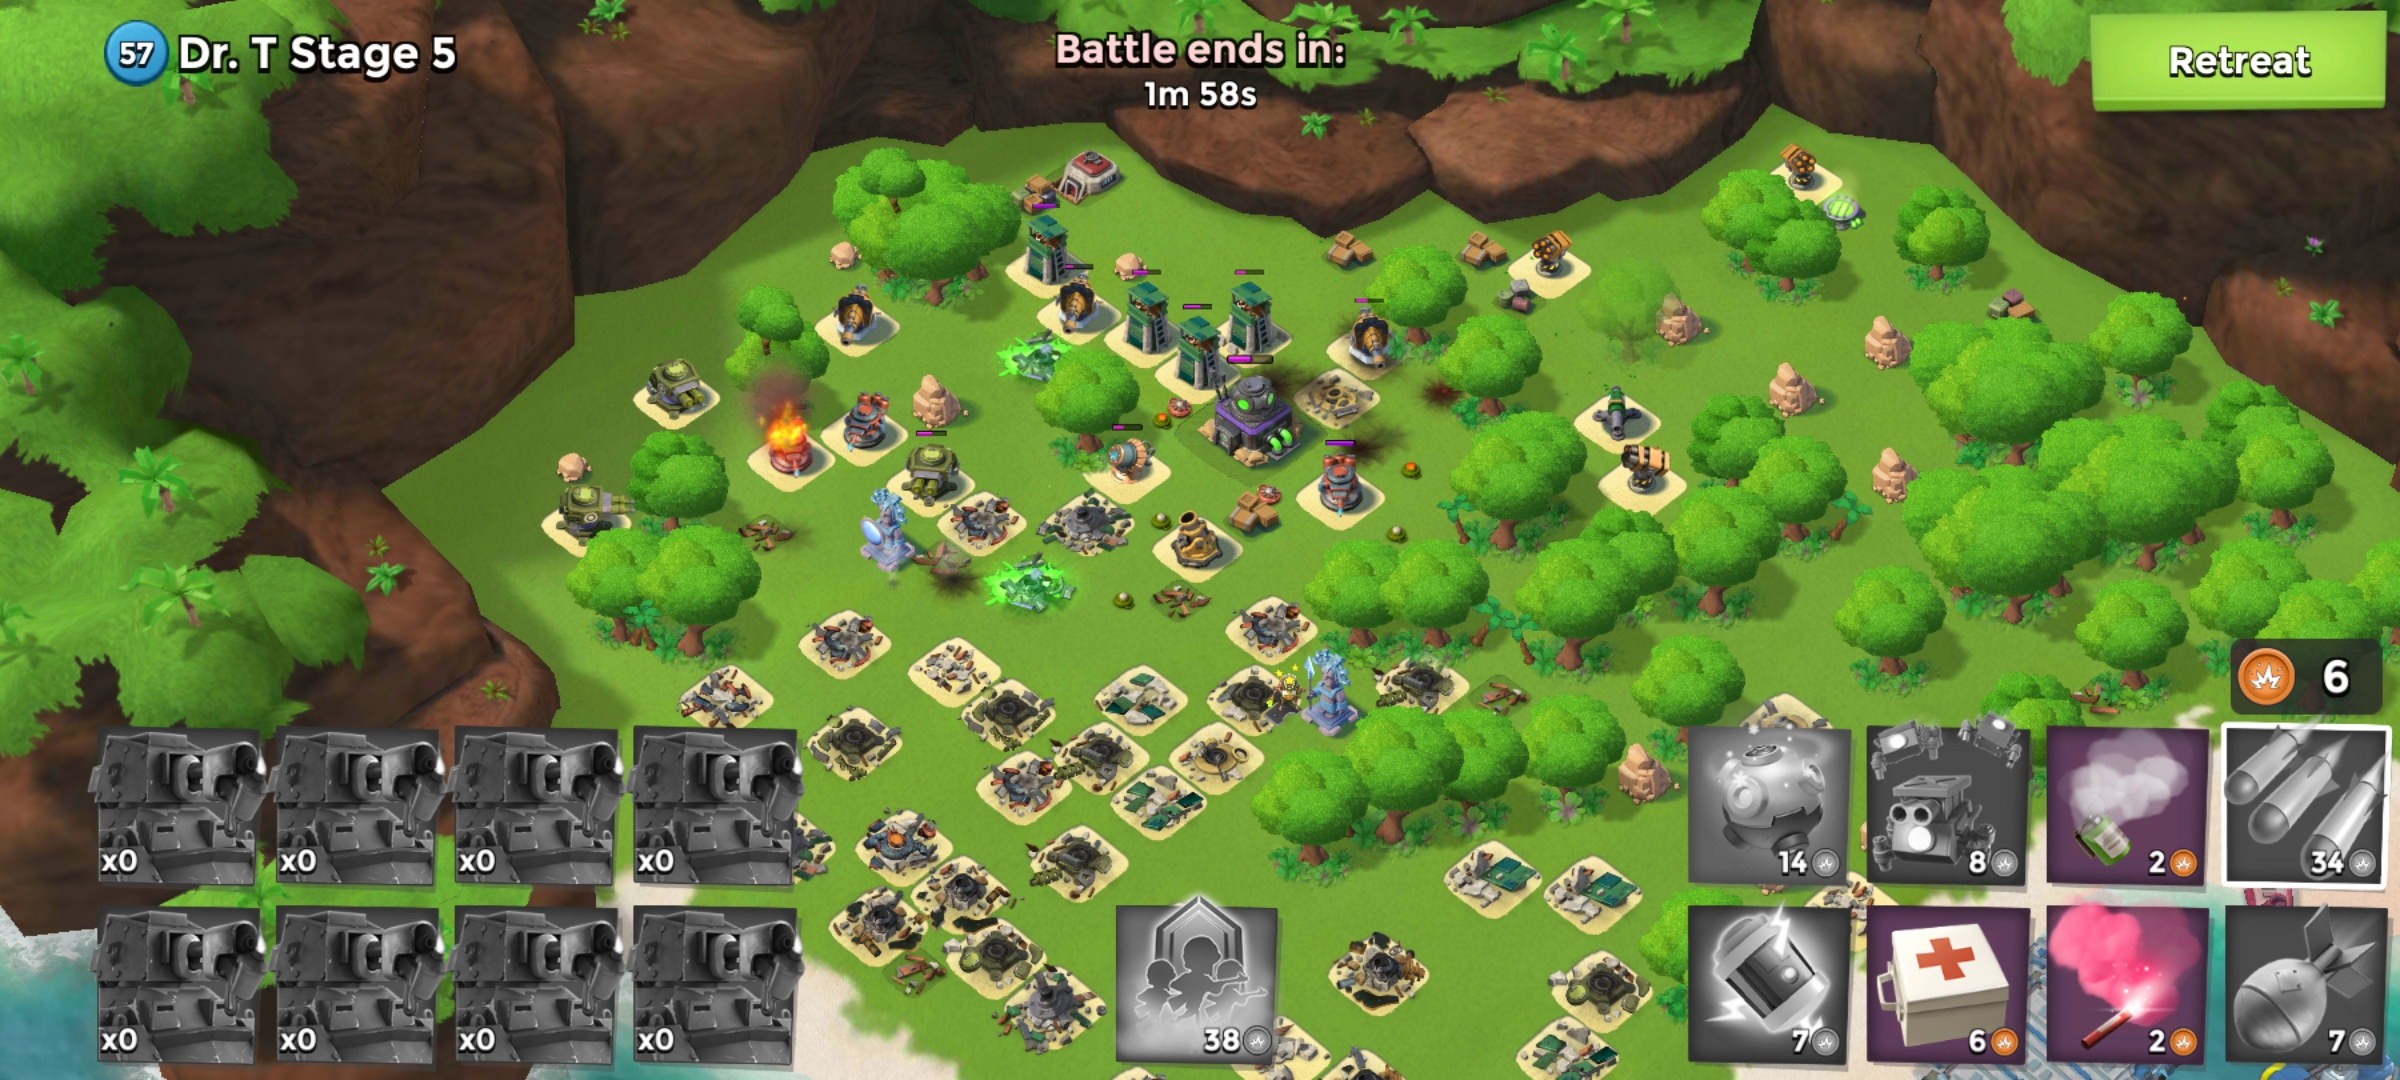 57 Dr. T Stage 5
Battle ends in:
1m 58s
Retreat
6
x0 x0 x0 x0
14 8 2 34
x0 x0 x0 x0
38
7 6 2 7